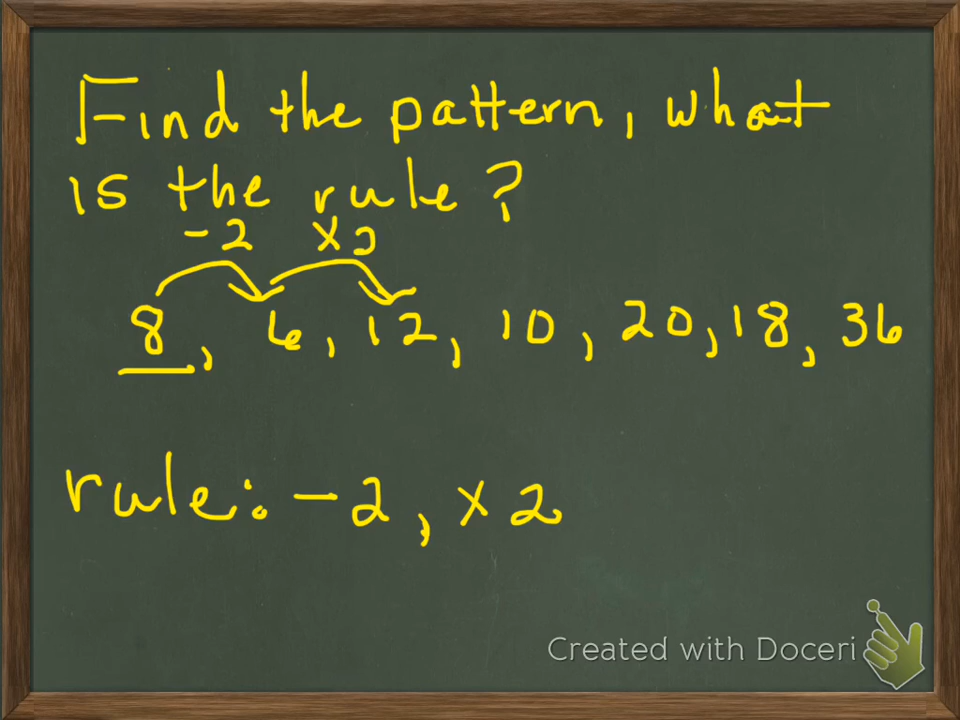 Find the pattern, what
is the rule?
-2 x2
8, 6, 12, 10, 20, 18, 36
rule: -2, x2
Created with Doceri